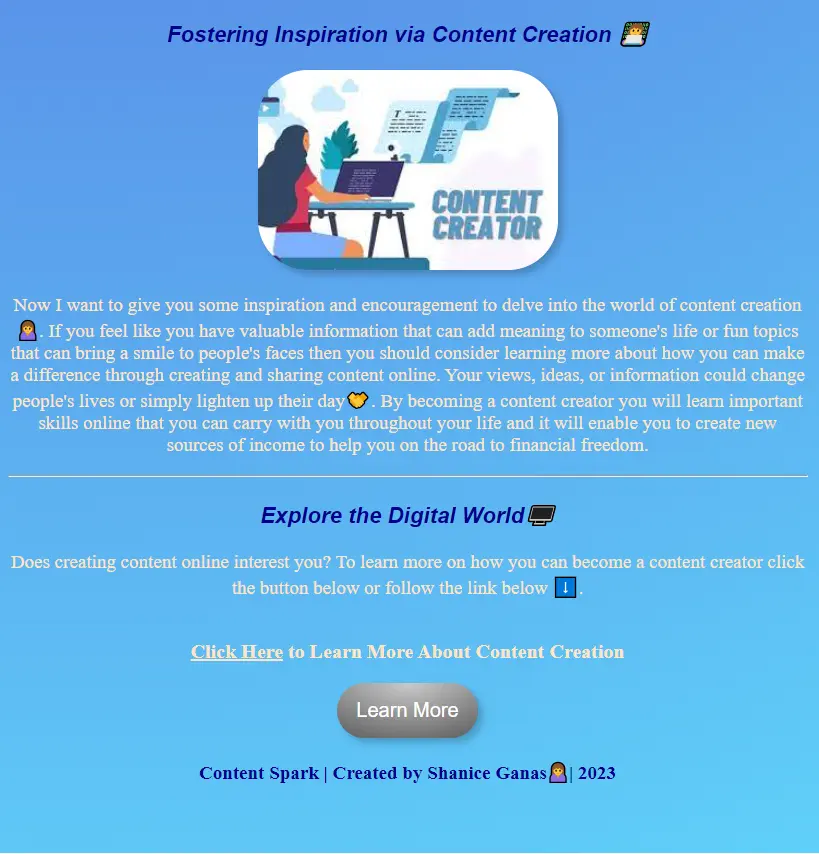 Fostering Inspiration via Content Creation 👩‍💻
T
CONTENT
CREATOR
Now I want to give you some inspiration and encouragement to delve into the world of content creation
🙍‍♀️. If you feel like you have valuable information that can add meaning to someone's life or fun topics
that can bring a smile to people's faces then you should consider learning more about how you can make
a difference through creating and sharing content online. Your views, ideas, or information could change
people's lives or simply lighten up their day🤝. By becoming a content creator you will learn important
skills online that you can carry with you throughout your life and it will enable you to create new
sources of income to help you on the road to financial freedom.
Explore the Digital World🖥️
Does creating content online interest you? To learn more on how you can become a content creator click
the button below or follow the link below ⬇️.
Click Here to Learn More About Content Creation
Learn More
Content Spark | Created by Shanice Ganas🙍‍♀️| 2023